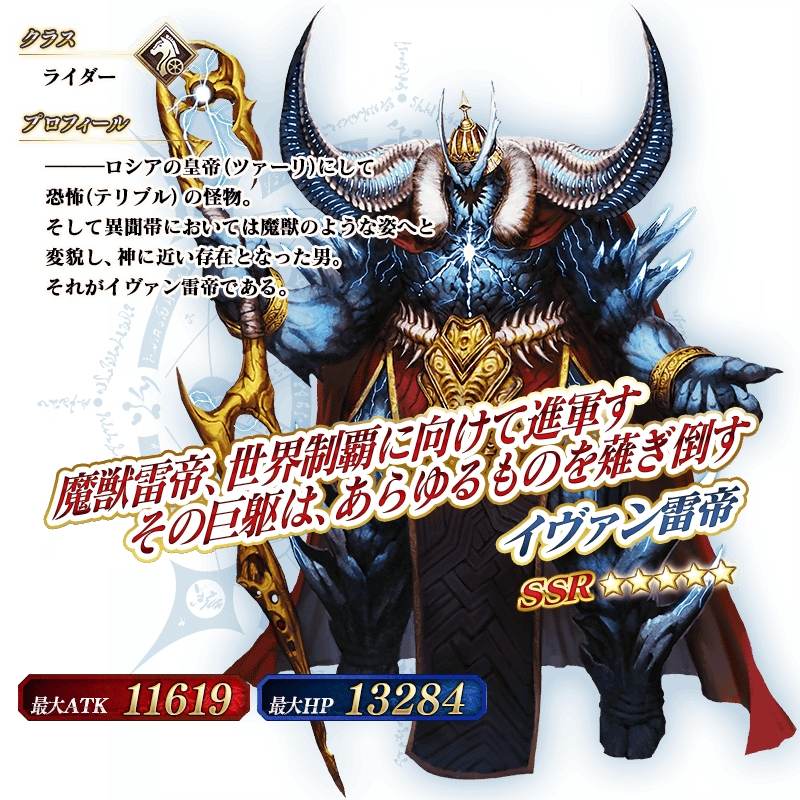 クラス
ライダー
プロフィール
───ロシアの皇帝(ツァーリ)にして
恐怖(テリブル)の怪物。
そして異聞帯においては魔獣のような姿へと
変貌し、神に近い存在となった男。
それがイヴァン雷帝である。
魔獣雷帝、世界制覇に向けて進軍す
その巨躯は、あらゆるものを薙ぎ倒す
イヴァン雷帝
SSR ☆☆☆☆☆
最大ATK 11619
最大HP 13284